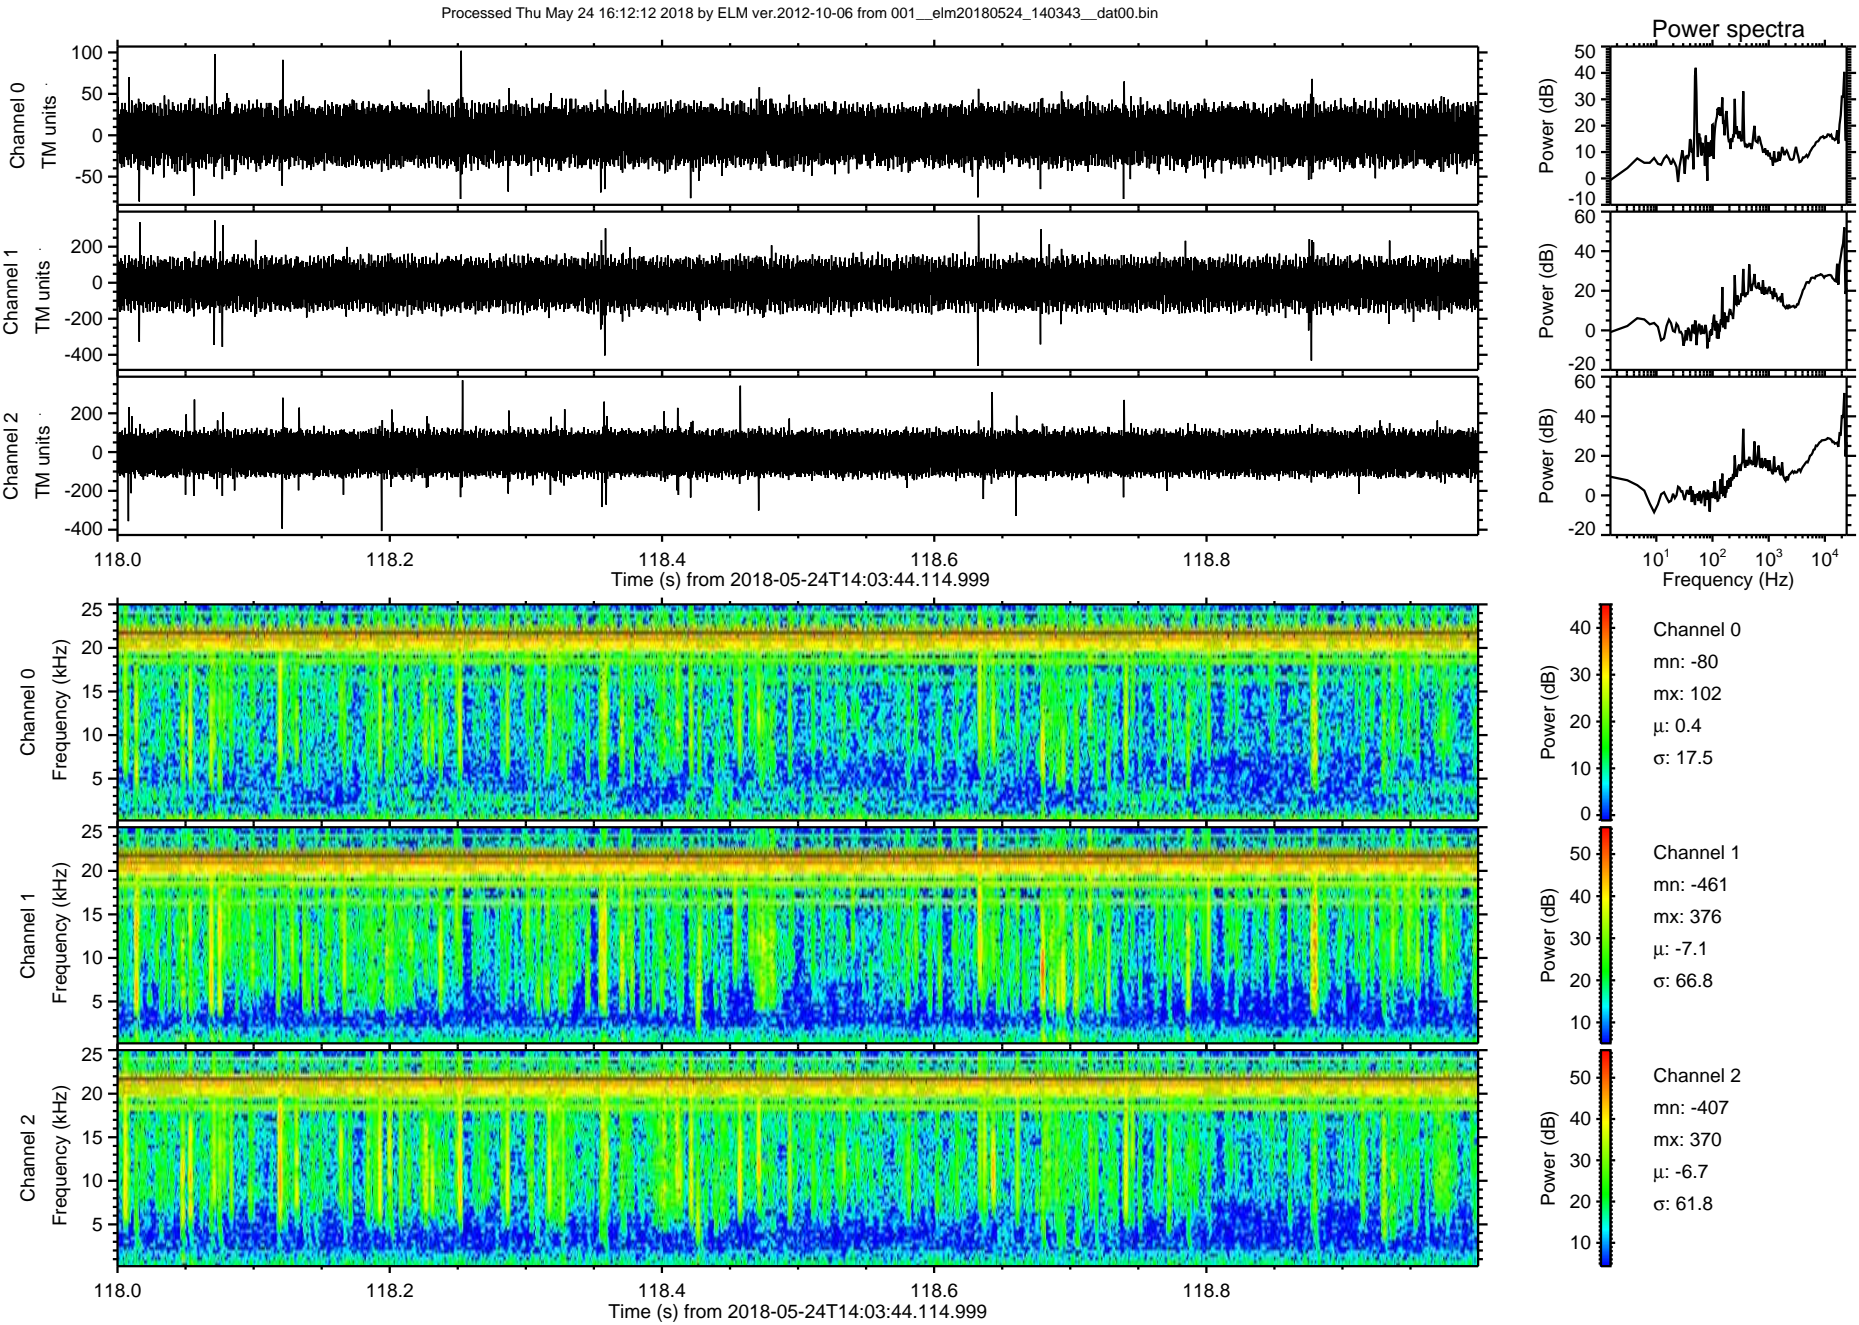 Processed Thu May 24 16:12:12 2018 by ELM ver.2012-10-06 from 001__elm20180524_140343__dat00.bin
Power spectra
Channel 0
TM units
100
50
0
-50
Power (dB)
50
40
30
20
10
0
-10
Channel 1
TM units
200
0
-200
-400
Power (dB)
60
40
20
0
-20
Channel 2
TM units
200
0
-200
-400
Power (dB)
60
40
20
0
-20
118.0 118.2 118.4 118.6 118.8
Time (s) from 2018-05-24T14:03:44.114.999
10¹ 10² 10³ 10⁴
Frequency (Hz)
Channel 0
Frequency (kHz)
25
20
15
10
5
Power (dB)
40
30
20
10
0
Channel 0
mn: -80
mx: 102
µ: 0.4
σ: 17.5
Channel 1
Frequency (kHz)
25
20
15
10
5
Power (dB)
50
40
30
20
10
Channel 1
mn: -461
mx: 376
µ: -7.1
σ: 66.8
Channel 2
Frequency (kHz)
25
20
15
10
5
Power (dB)
50
40
30
20
10
Channel 2
mn: -407
mx: 370
µ: -6.7
σ: 61.8
118.0 118.2 118.4 118.6 118.8
Time (s) from 2018-05-24T14:03:44.114.999